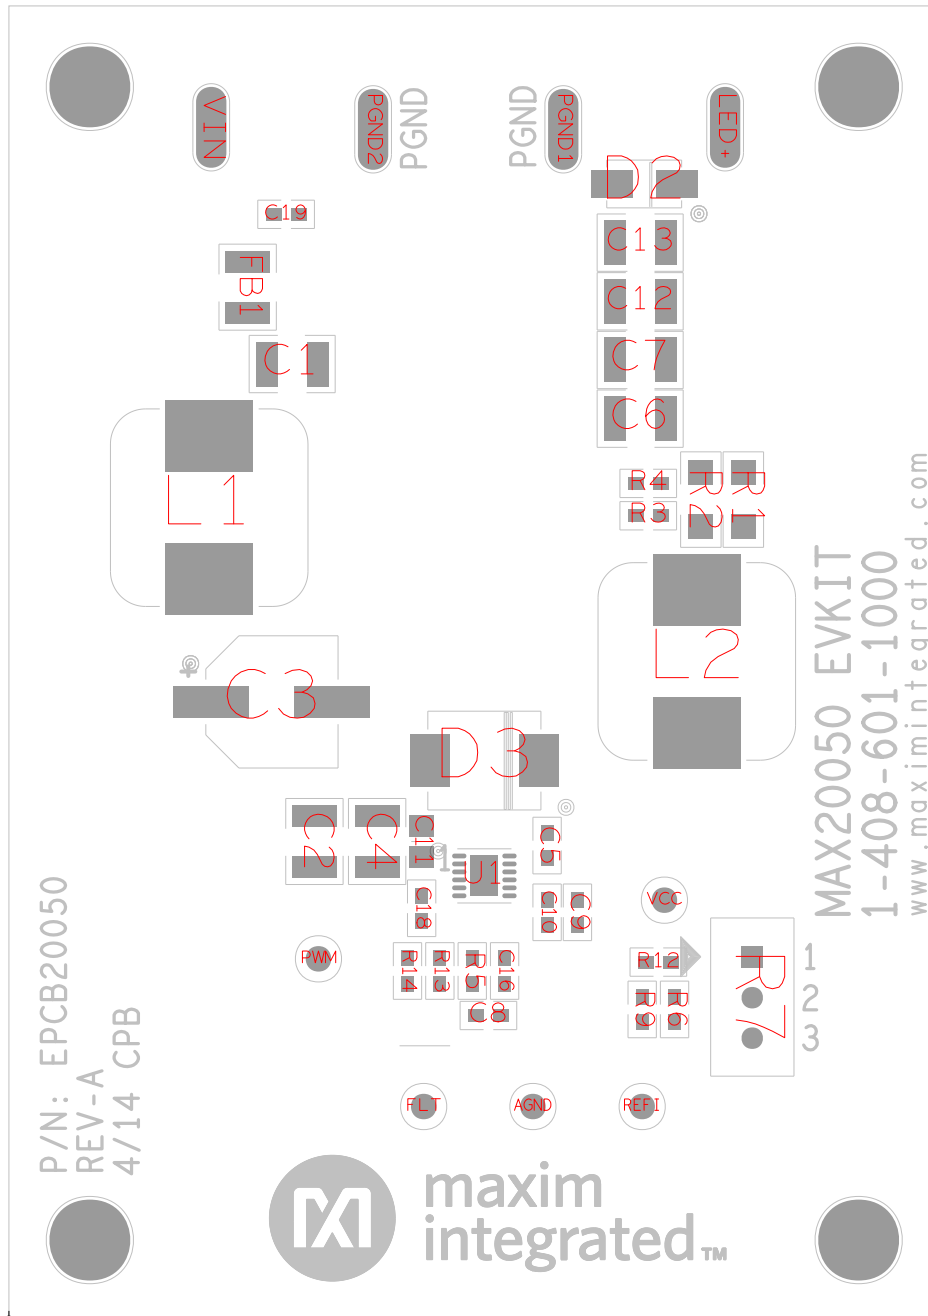 VIN
PGND2
PGND
PGND
PGND1
LED+
D2
C19
C13
FB1
C12
C1
C7
C6
L1
R4
R3
R2
R1
L2
+
C3
D3
MAX20050 EVKIT
1-408-601-1000
www.maximintegrated.com
C2
C4
C11
1
U1
C5
C18
C10
C9
VCC
PWM
R14
R13
R5
C16
R12
R7
1
2
3
C8
R9
R6
P/N: EPCB20050
REV-A
4/14 CPB
FLT
AGND
REFI
maxim
integrated™